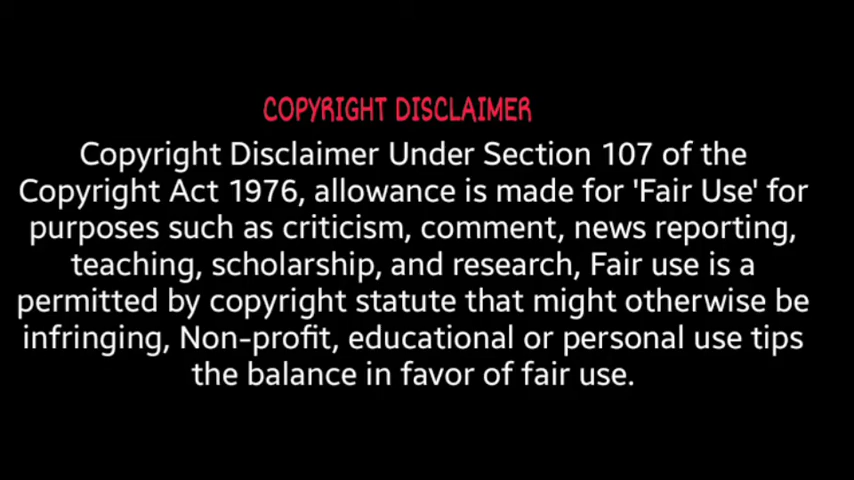 COPYRIGHT DISCLAIMER
Copyright Disclaimer Under Section 107 of the
Copyright Act 1976, allowance is made for 'Fair Use' for
purposes such as criticism, comment, news reporting,
teaching, scholarship, and research, Fair use is a
permitted by copyright statute that might otherwise be
infringing, Non-profit, educational or personal use tips
the balance in favor of fair use.